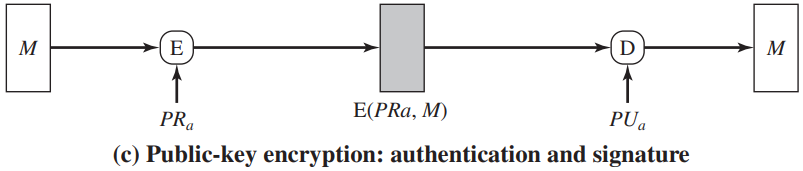 M E D M
PRa E(PRa, M) PUa
(c) Public-key encryption: authentication and signature